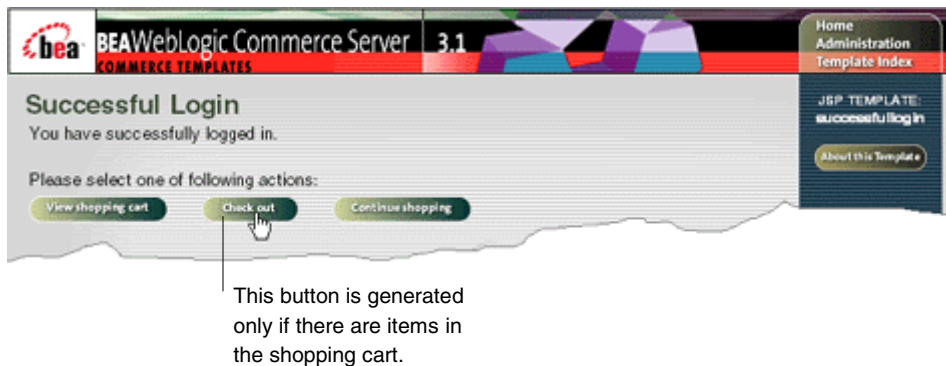 bea BEAWebLogic Commerce Server 3.1
COMMERCE TEMPLATES
Home
Administration
Template Index
Successful Login
You have successfully logged in.
JSP TEMPLATE:
successfullogin
About this Template
Please select one of following actions:
View shopping cart Check out Continue shopping
This button is generated
only if there are items in
the shopping cart.